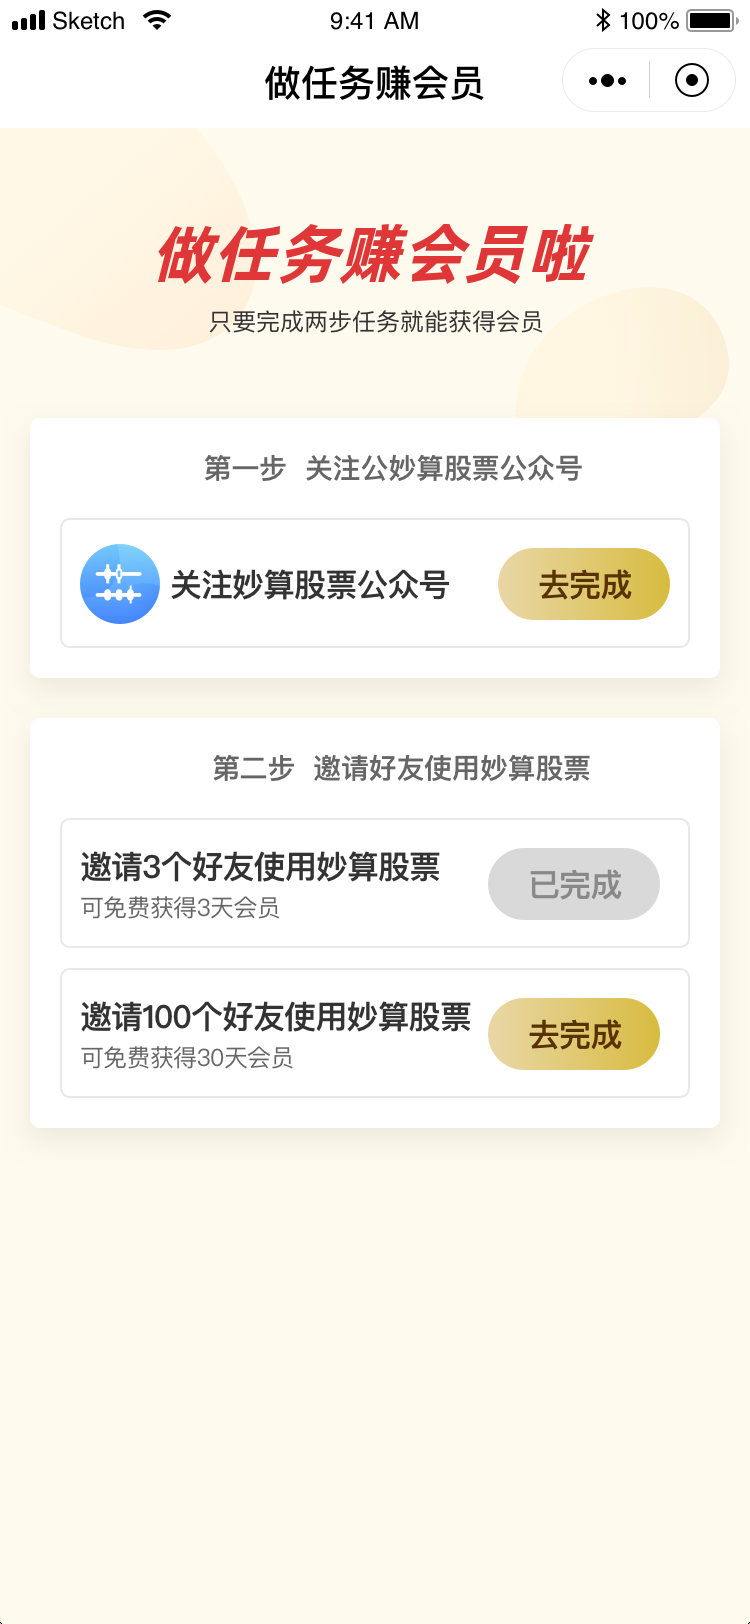 Sketch 9:41 AM 100%
做任务赚会员
做任务赚会员啦
只要完成两步任务就能获得会员
第一步 关注公妙算股票公众号
关注妙算股票公众号 去完成
第二步 邀请好友使用妙算股票
邀请3个好友使用妙算股票
可免费获得3天会员
已完成
邀请100个好友使用妙算股票
可免费获得30天会员
去完成